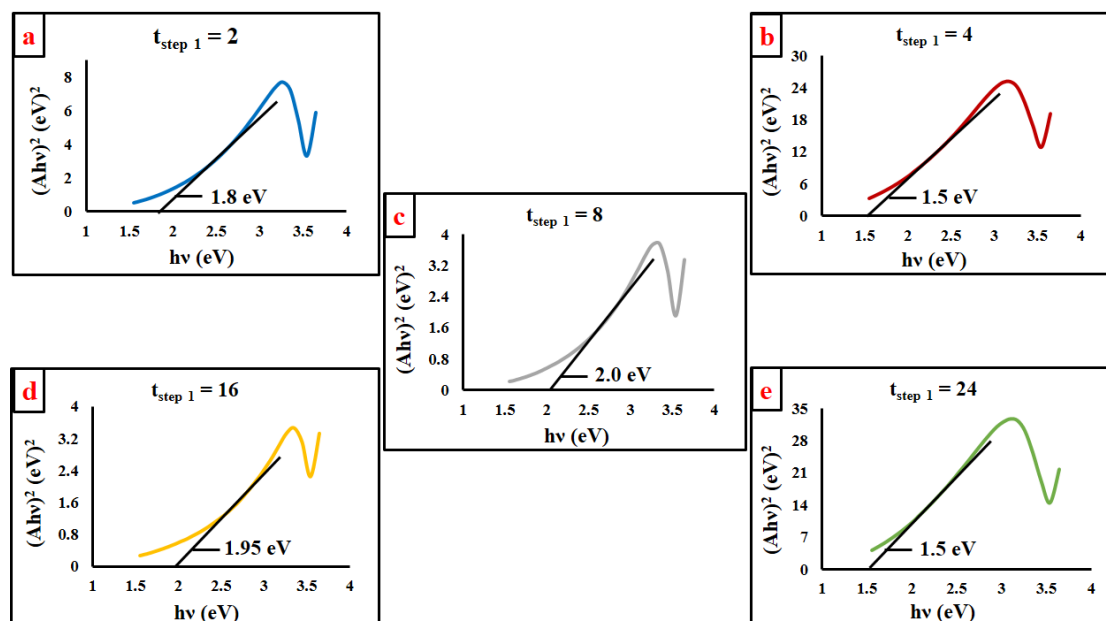 a
t_step 1 = 2
(Ahν)² (eV)²
8
6
4
2
0
1 1.5 2 2.5 3 3.5 4
1.8 eV
hν (eV)
b
t_step 1 = 4
(Ahν)² (eV)²
30
24
18
12
6
0
1 1.5 2 2.5 3 3.5 4
1.5 eV
hν (eV)
c
t_step 1 = 8
(Ahν)² (eV)²
4
3.2
2.4
1.6
0.8
0
1 1.5 2 2.5 3 3.5 4
2.0 eV
hν (eV)
d
t_step 1 = 16
(Ahν)² (eV)²
4
3.2
2.4
1.6
0.8
0
1 1.5 2 2.5 3 3.5 4
1.95 eV
hν (eV)
e
t_step 1 = 24
(Ahν)² (eV)²
35
28
21
14
7
0
1 1.5 2 2.5 3 3.5 4
1.5 eV
hν (eV)